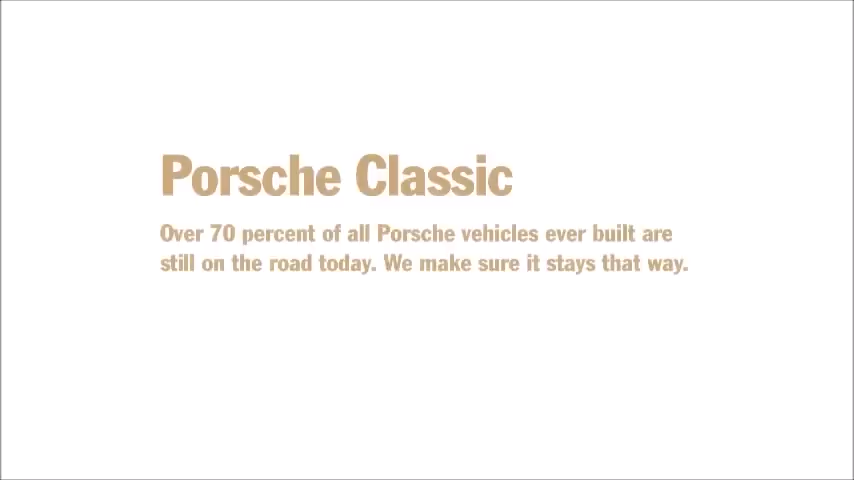 Porsche Classic
Over 70 percent of all Porsche vehicles ever built are
still on the road today. We make sure it stays that way.